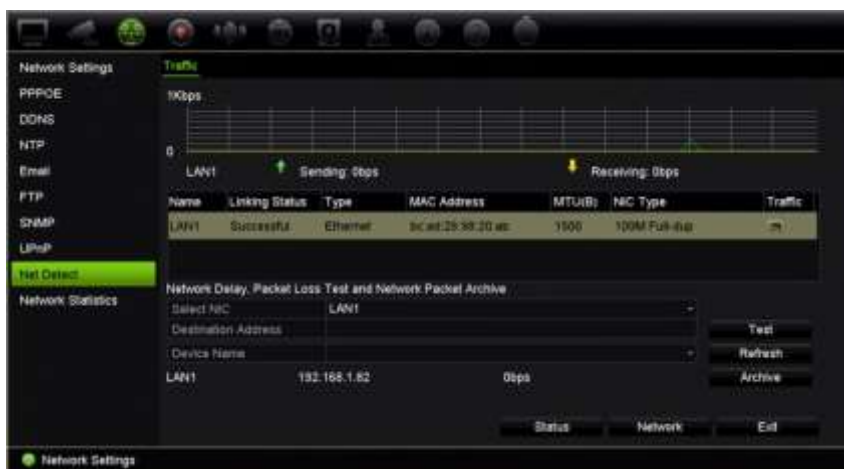 Network Settings
PPPOE
DDNS
NTP
Email
FTP
SNMP
UPnP
Net Detect
Network Statistics
Traffic
1Kbps
0
LAN1 Sending: 0bps Receiving: 0bps
Name Linking Status Type MAC Address MTU(B) NIC Type Traffic
LAN1 Successful Ethernet 1500 100M Full-dup
Network Delay, Packet Loss Test and Network Packet Archive
Select NIC LAN1
Destination Address Test
Device Name Refresh
LAN1 192.168.1.82 0bps Archive
Status Network Exit
Network Settings